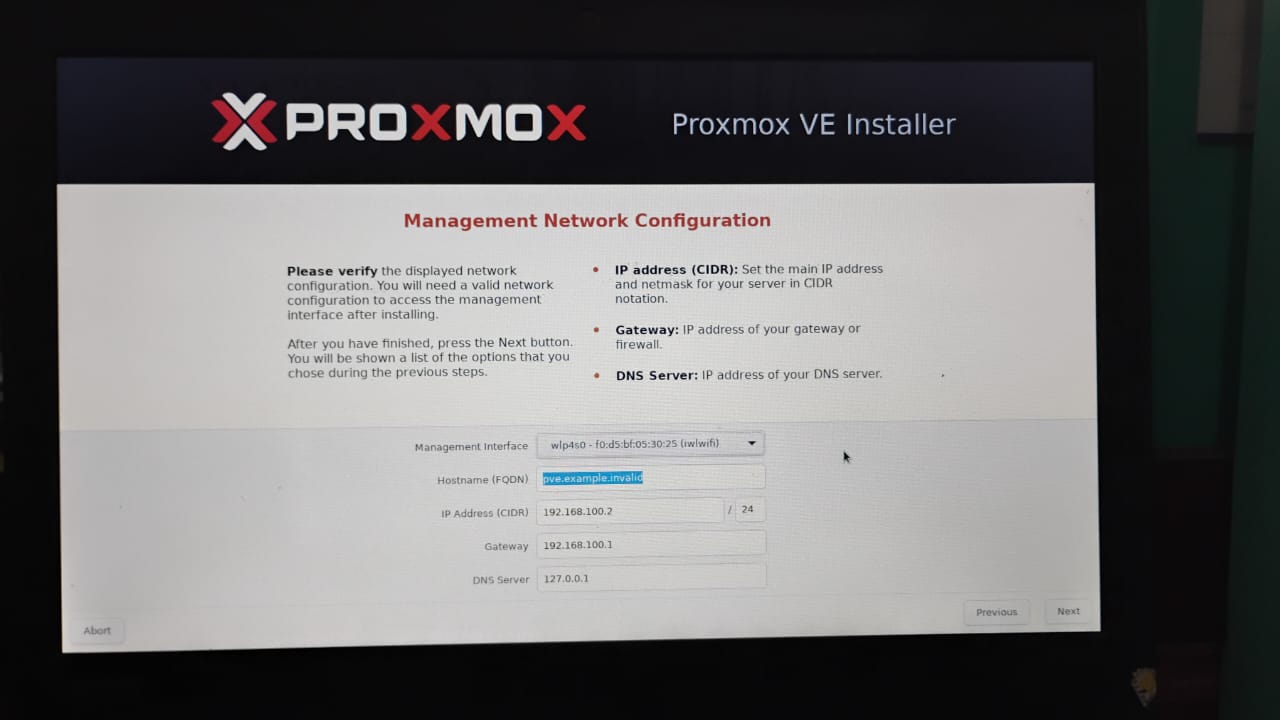 PROXMOX
Proxmox VE Installer
Management Network Configuration
Please verify the displayed network
configuration. You will need a valid network
configuration to access the management
interface after installing.
After you have finished, press the Next button.
You will be shown a list of the options that you
chose during the previous steps.
IP address (CIDR): Set the main IP address
and netmask for your server in CIDR
notation.
Gateway: IP address of your gateway or
firewall.
DNS Server: IP address of your DNS server.
Management Interface wlp4s0 - f0:d5:bf:05:30:25 (iwlwifi)
Hostname (FQDN) pve.example.invalid
IP Address (CIDR) 192.168.100.2 / 24
Gateway 192.168.100.1
DNS Server 127.0.0.1
Abort Previous Next